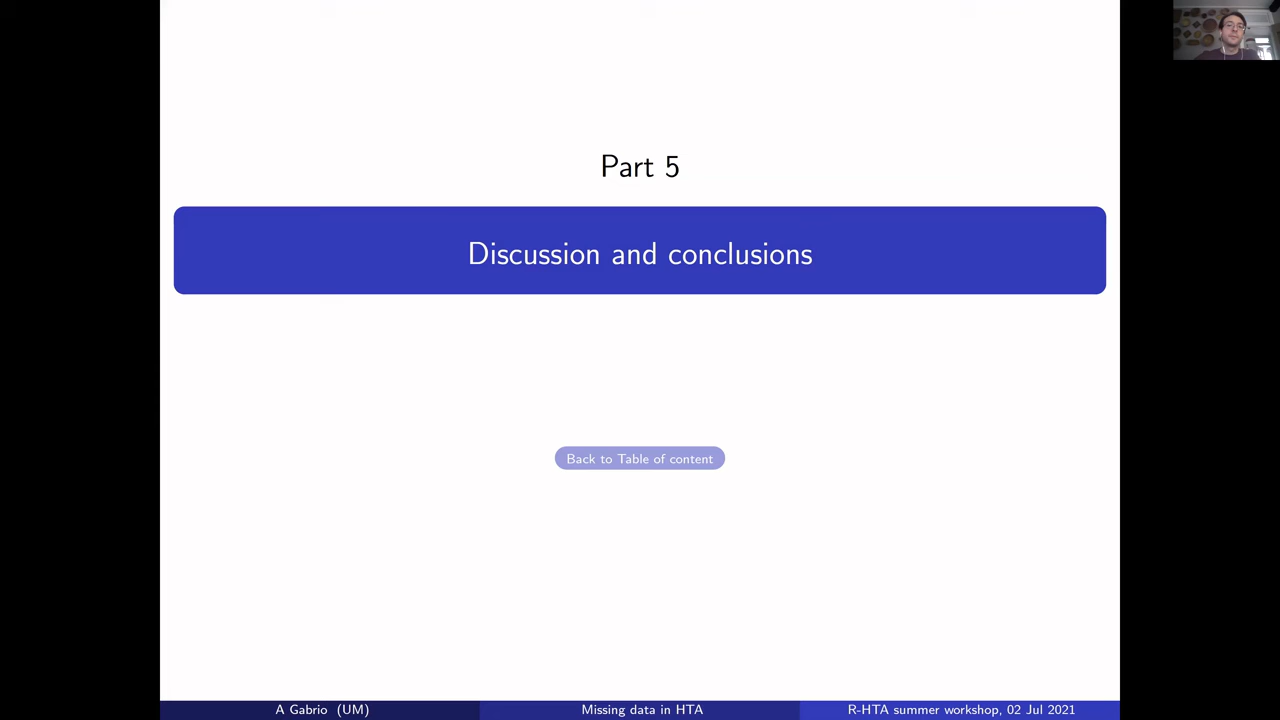 Part 5
Discussion and conclusions
Back to Table of content
A Gabrio (UM)
Missing data in HTA
R-HTA summer workshop, 02 Jul 2021